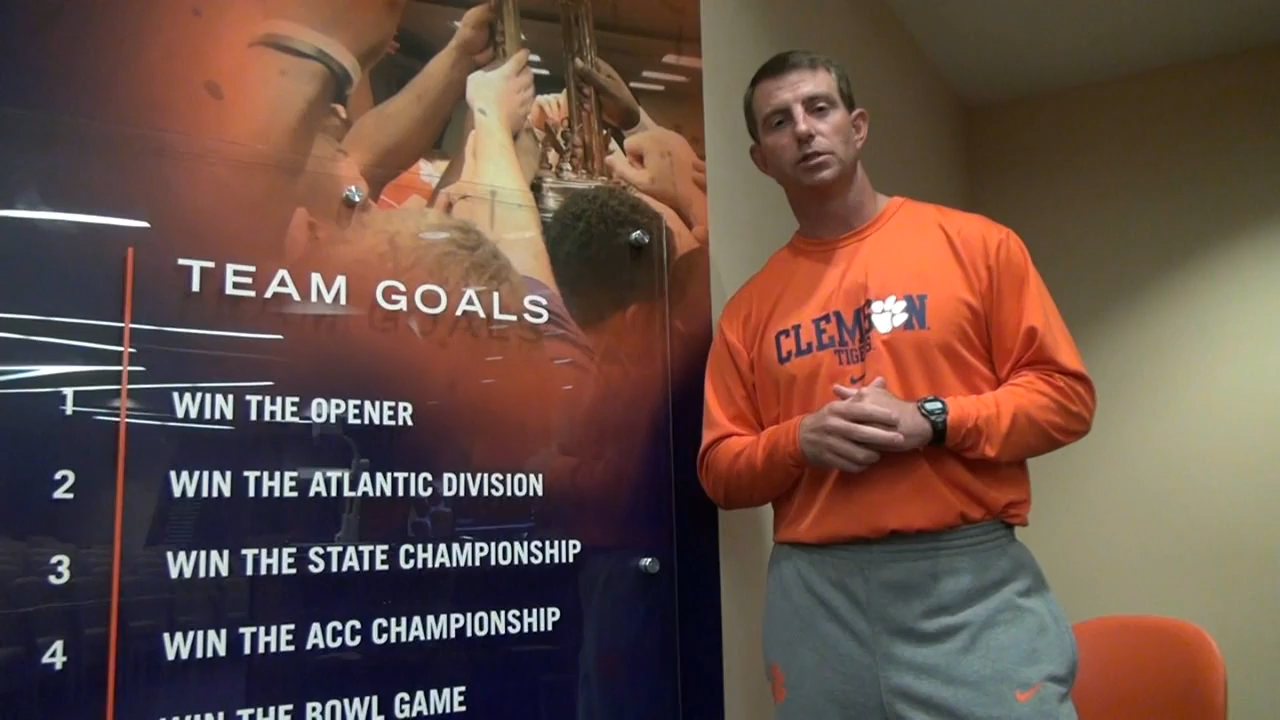 TEAM GOALS
1 WIN THE OPENER
2 WIN THE ATLANTIC DIVISION
3 WIN THE STATE CHAMPIONSHIP
4 WIN THE ACC CHAMPIONSHIP
WIN THE BOWL GAME
CLEMSON
TIGERS